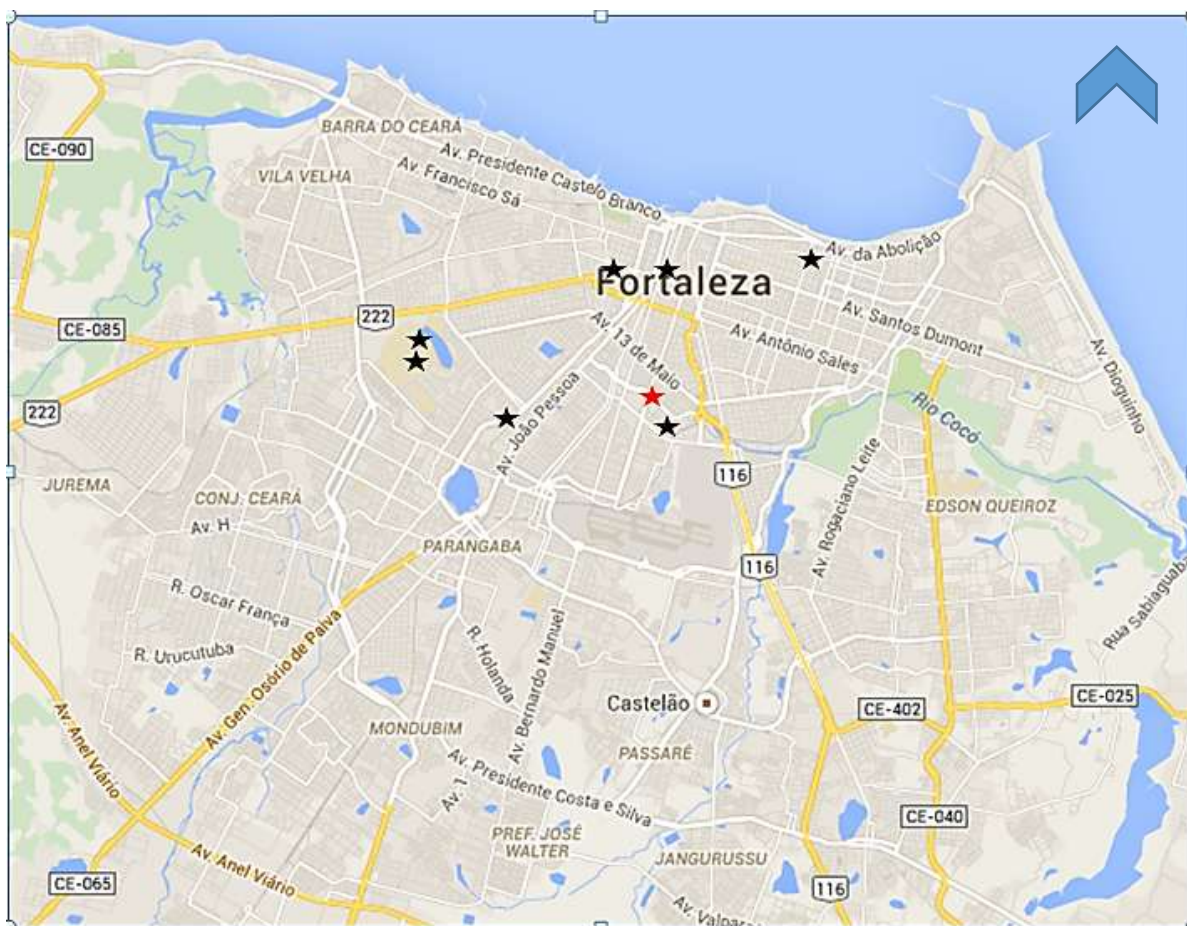 BARRA DO CEARÁ
CE-090
Av. Presidente Castelo Branco
Av. Francisco Sá
VILA VELHA
Av. da Abolição
Fortaleza
222
CE-085
Av. 13 de Maio
Av. Santos Dumont
Av. Antônio Sales
Av. Dioguinho
222
Av. João Pessoa
Rio Cocó
116
JUREMA
CONJ. CEARÁ
Av. Rogaciano Leite
EDSON QUEIROZ
Av. H
PARANGABA
116
R. Oscar França
Rua Sabiaguaba
R. Urucutuba
Av. Gen. Osório de Paiva
R. Holanda
Av. Bernardo Manuel
Castelão
CE-025
CE-402
Av. Anel Viário
MONDUBIM
PASSARÉ
Av. Presidente Costa e Silva
CE-040
PREF. JOSÉ
WALTER
JANGURUSSU
Av. Anel Viário
CE-065
116